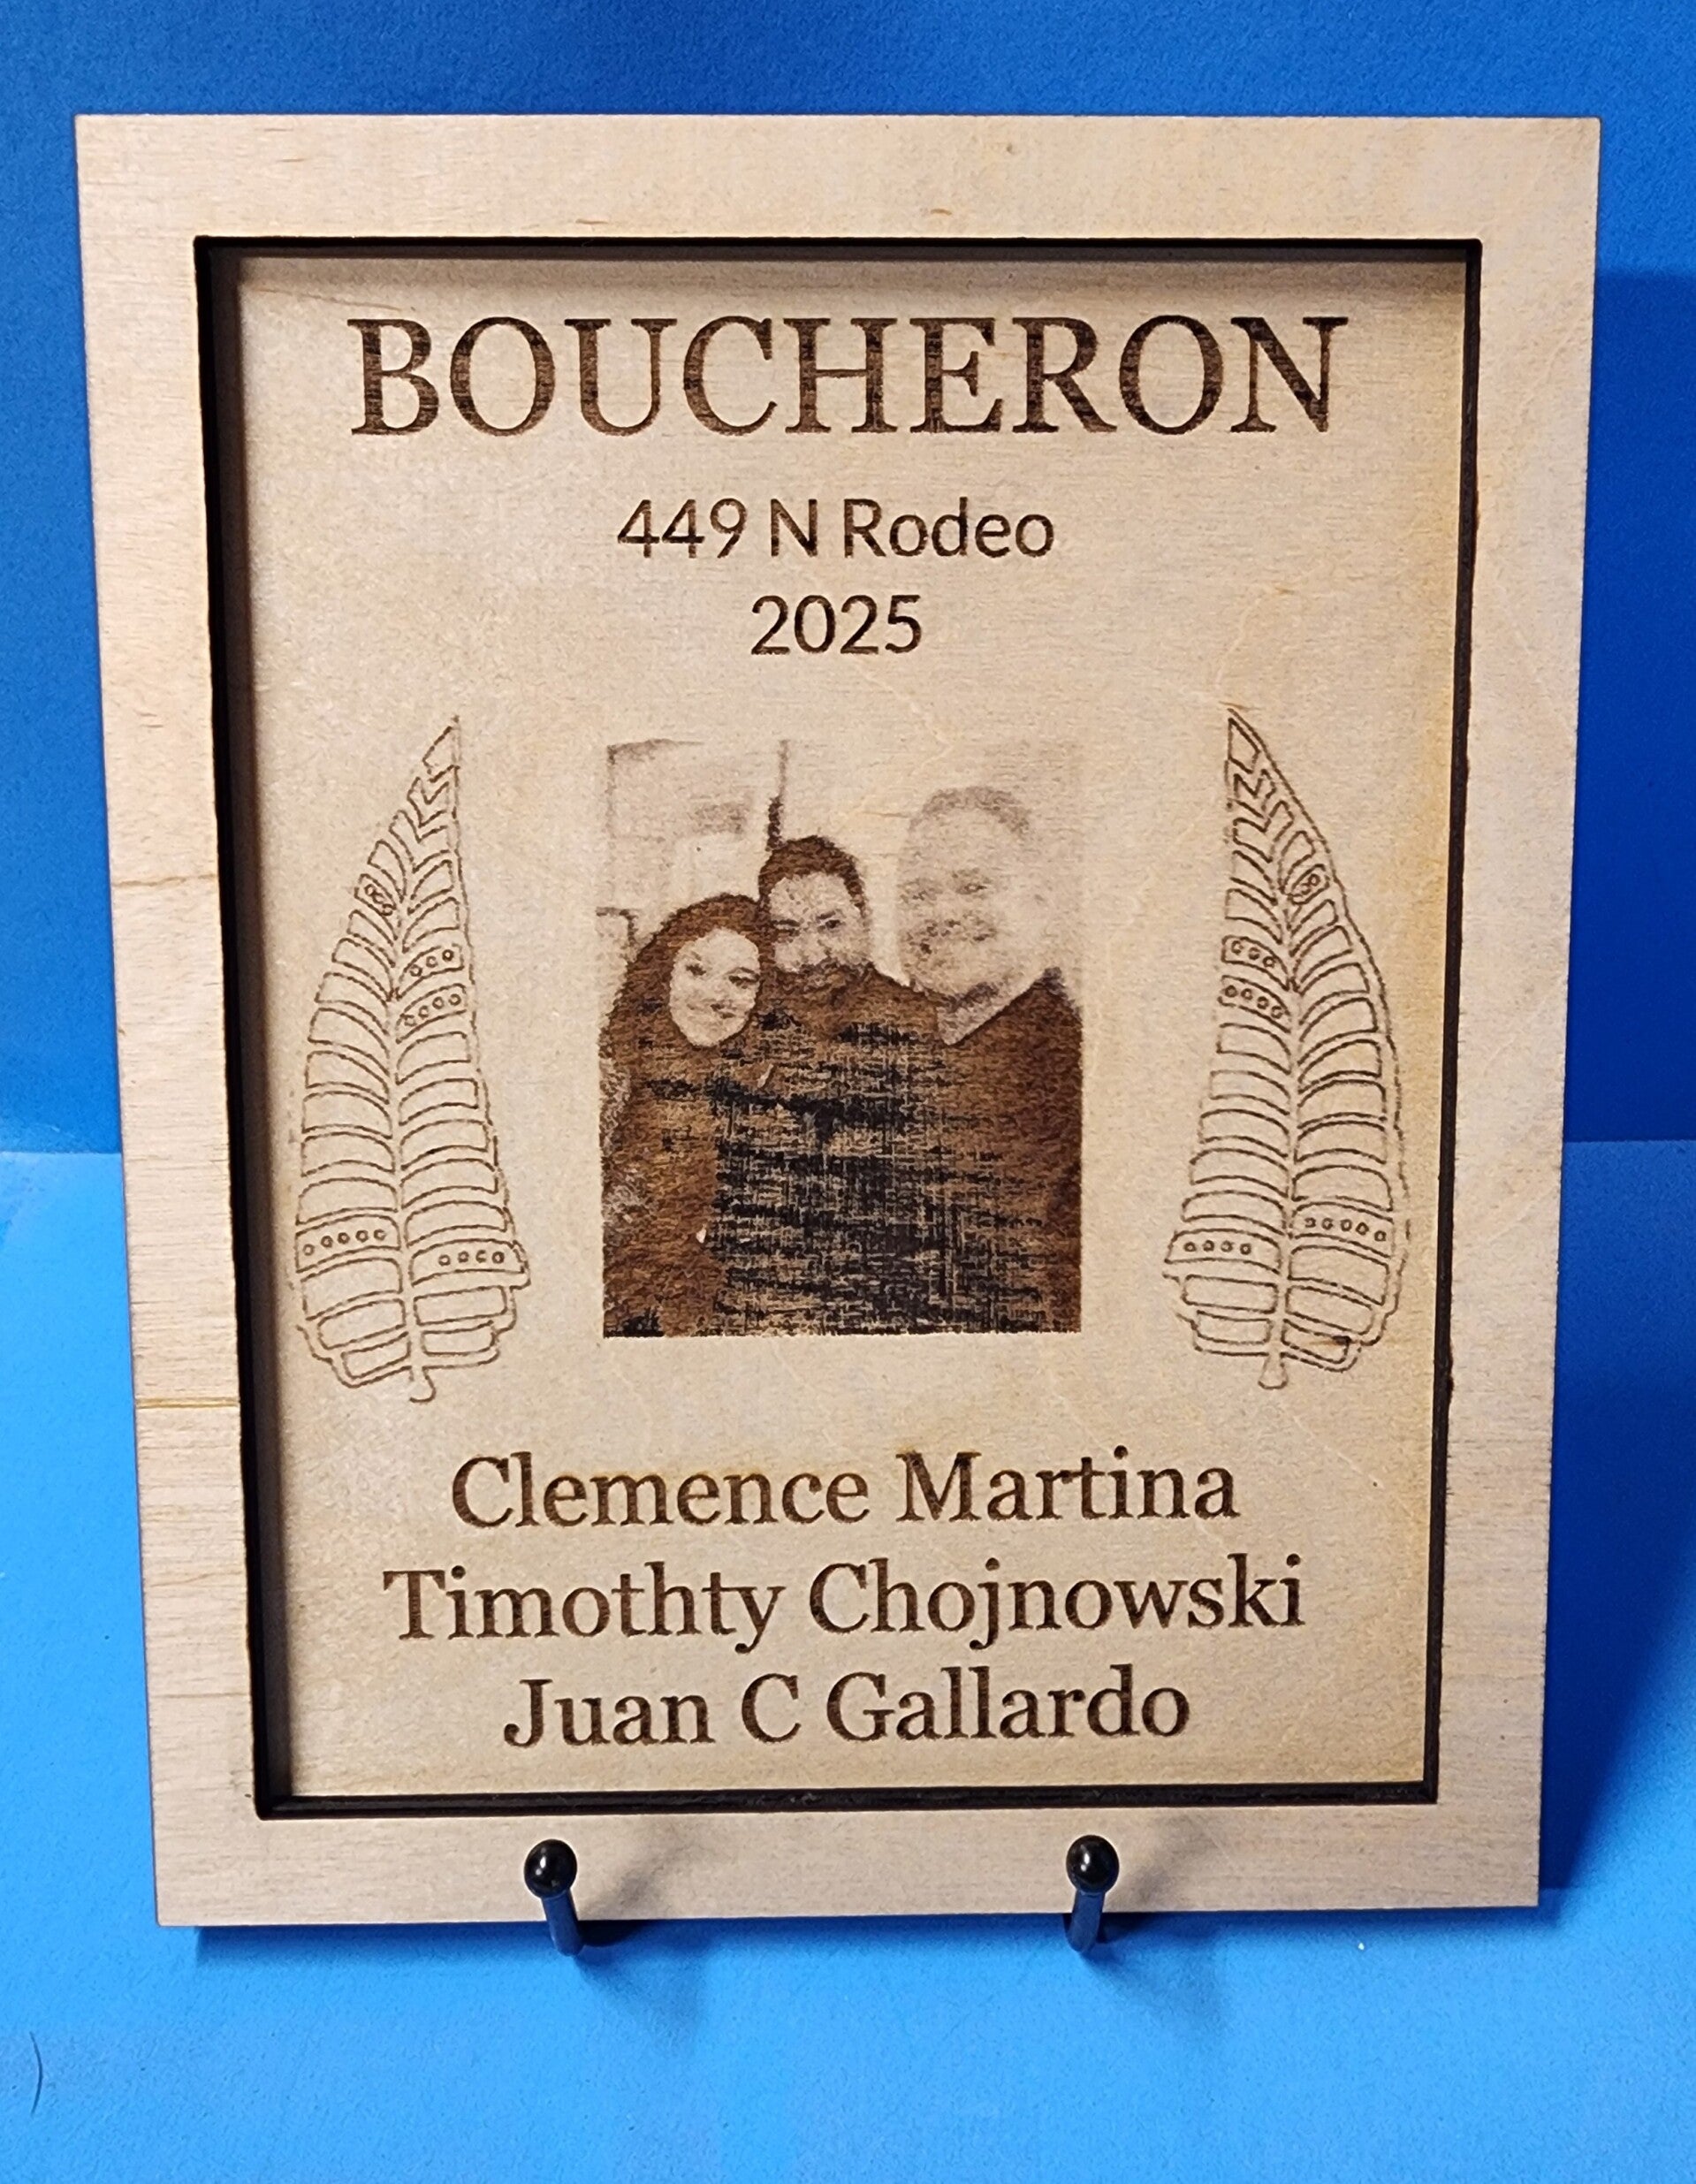 BOUCHERON
449 N Rodeo
2025
Clemence Martina
Timothty Chojnowski
Juan C Gallardo